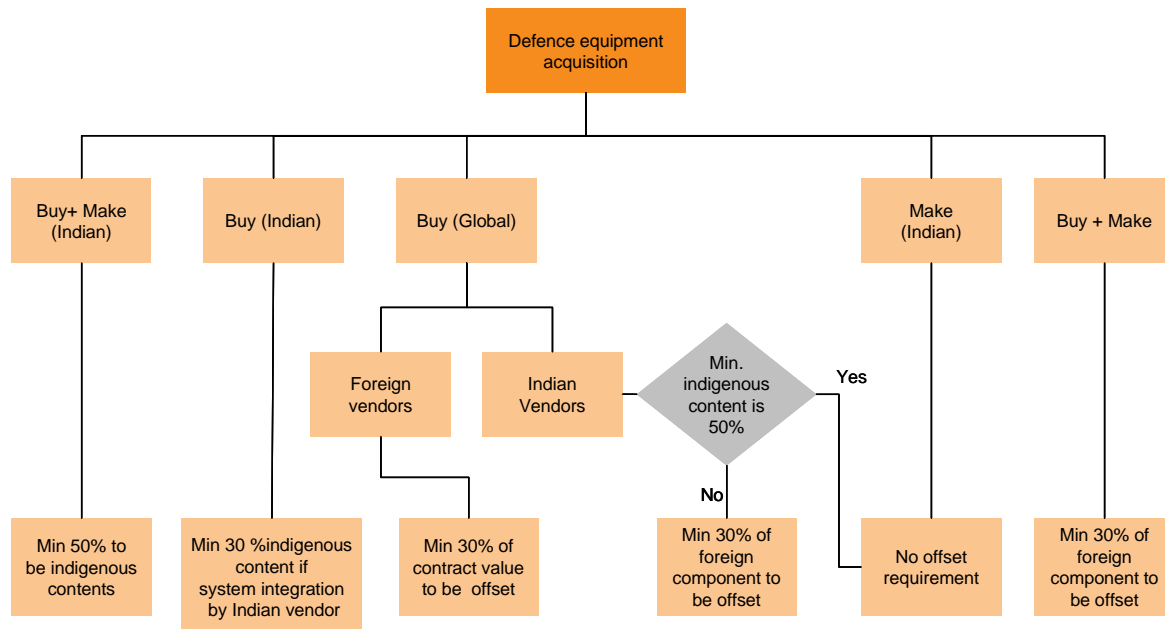 Defence equipment
acquisition
Buy+ Make
(Indian)
Buy (Indian)
Buy (Global)
Make
(Indian)
Buy + Make
Foreign
vendors
Indian
Vendors
Min.
indigenous
content is
50%
Yes
No
Min 50% to
be indigenous
contents
Min 30 %indigenous
content if
system integration
by Indian vendor
Min 30% of
contract value
to be offset
Min 30% of
foreign
component to
be offset
No offset
requirement
Min 30% of
foreign
component to
be offset